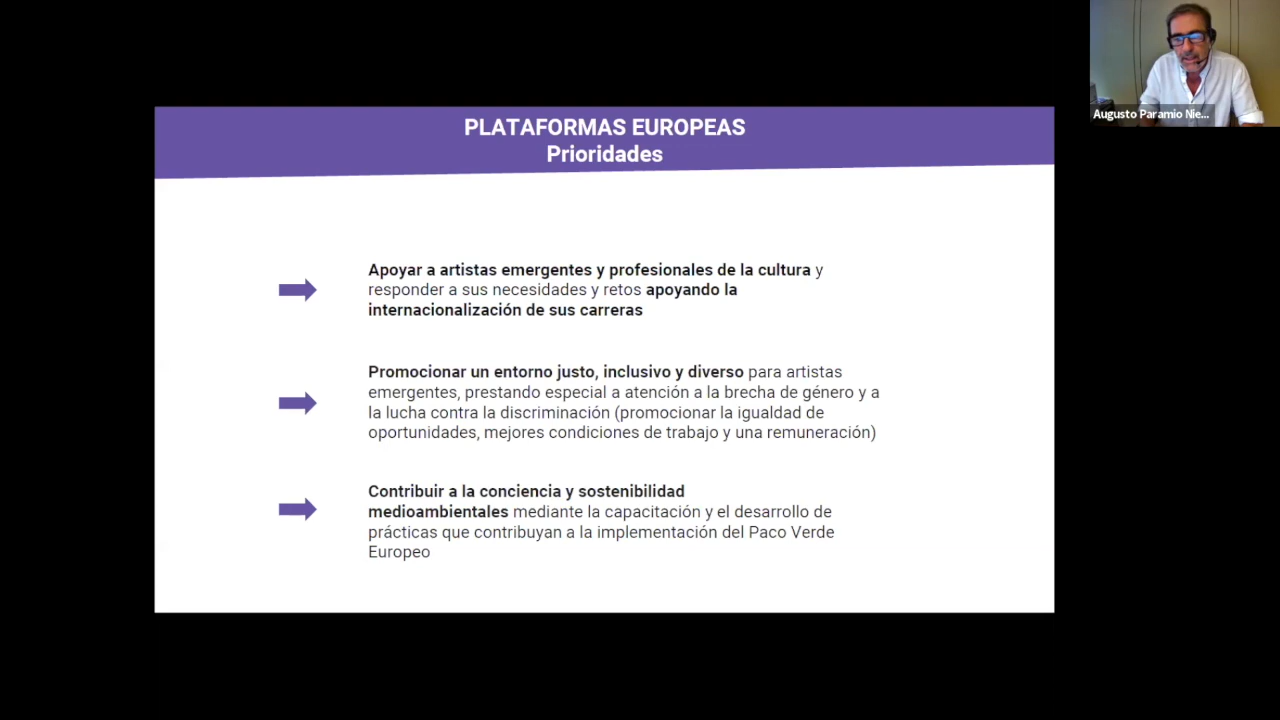 PLATAFORMAS EUROPEAS
Prioridades
Apoyar a artistas emergentes y profesionales de la cultura y
responder a sus necesidades y retos apoyando la
internacionalización de sus carreras
Promocionar un entorno justo, inclusivo y diverso para artistas
emergentes, prestando especial a atención a la brecha de género y a
la lucha contra la discriminación (promocionar la igualdad de
oportunidades, mejores condiciones de trabajo y una remuneración)
Contribuir a la conciencia y sostenibilidad
medioambientales mediante la capacitación y el desarrollo de
prácticas que contribuyan a la implementación del Paco Verde
Europeo
Augusto Paramio Nie...